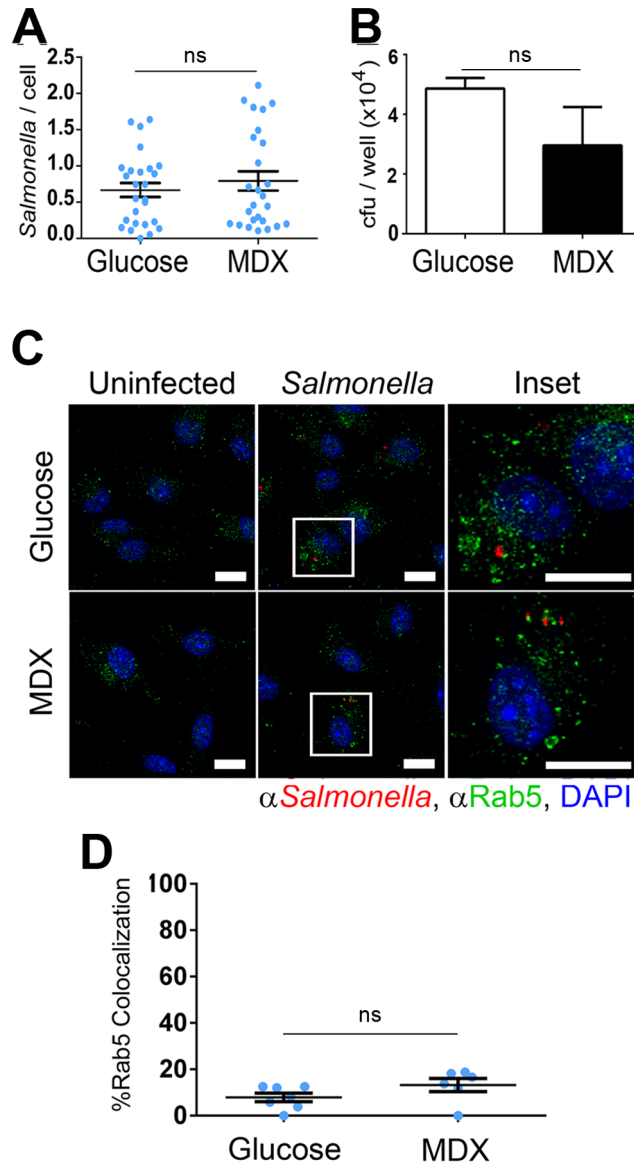 A
ns
Salmonella / cell
2.5
2.0
1.5
1.0
0.5
0.0
Glucose
MDX
B
ns
cfu / well (x10⁴)
6
4
2
0
Glucose
MDX
C
Uninfected
Salmonella
Inset
Glucose
MDX
αSalmonella, αRab5, DAPI
D
%Rab5 Colocalization
100
80
60
40
20
0
ns
Glucose
MDX